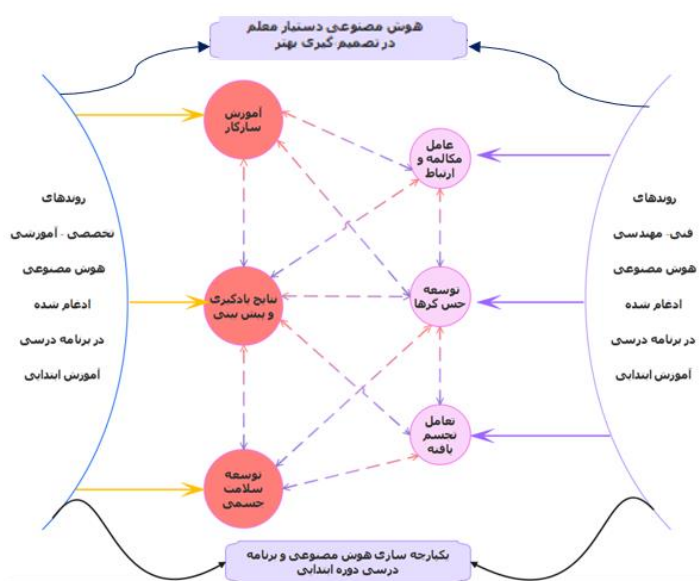 هوش مصنوعی دستیار معلم
در تصمیم گیری بهتر
آموزش
سازکار
عامل
مکالمه و
ارتباط
روندهای
فنی- مهندسی
هوش مصنوعی
ادغام شده
در برنامه درسی
آموزش ابتدایی
روندهای
تخصصی - آموزشی
هوش مصنوعی
ادغام شده
در برنامه درسی
آموزش ابتدایی
توسعه
حس گرها
نتایج یادگیری
و پیش بینی
تعامل
تجسم
یافته
توسعه
سلامت
جسمی
یکپارچه سازی هوش مصنوعی و برنامه
درسی دوره ابتدایی